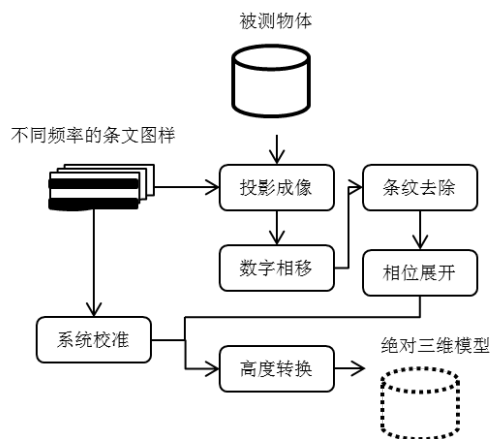 被测物体
不同频率的条文图样
投影成像
条纹去除
数字相移
相位展开
系统校准
绝对三维模型
高度转换